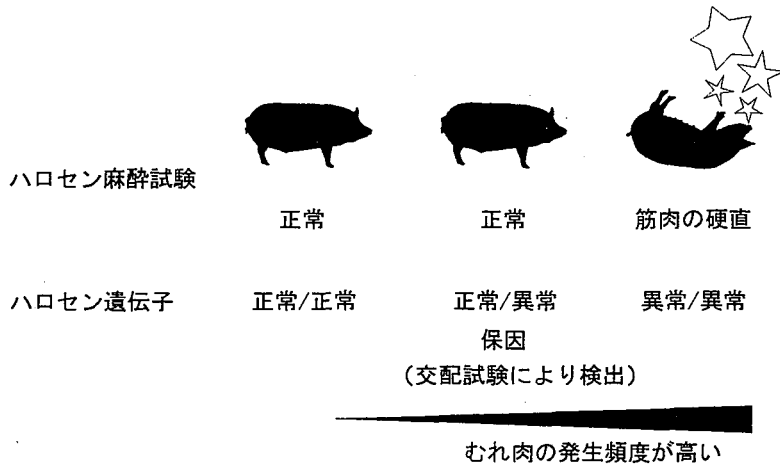 ハロセン麻酔試験
正常 正常 筋肉の硬直
ハロセン遺伝子 正常/正常 正常/異常 異常/異常
保因
(交配試験により検出)
むれ肉の発生頻度が高い